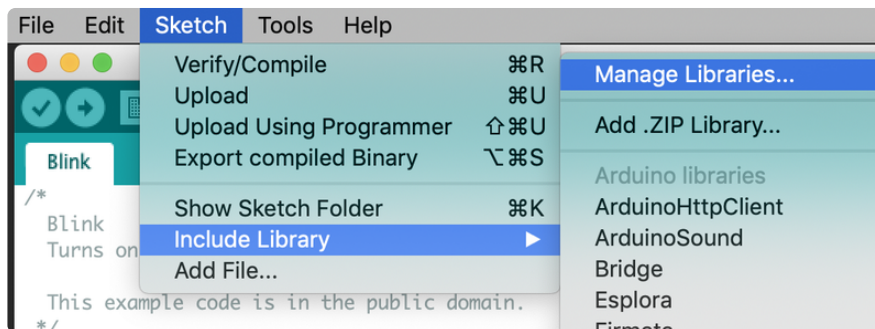 File Edit Sketch Tools Help
Verify/Compile ⌘R
Upload ⌘U
Upload Using Programmer ⇧⌘U
Export compiled Binary ⌥⌘S
Show Sketch Folder ⌘K
Include Library ▶
Add File...
Manage Libraries...
Add .ZIP Library...
Arduino libraries
ArduinoHttpClient
ArduinoSound
Bridge
Esplora
Blink
/*
Blink
Turns on
This example code is in the public domain.
*/